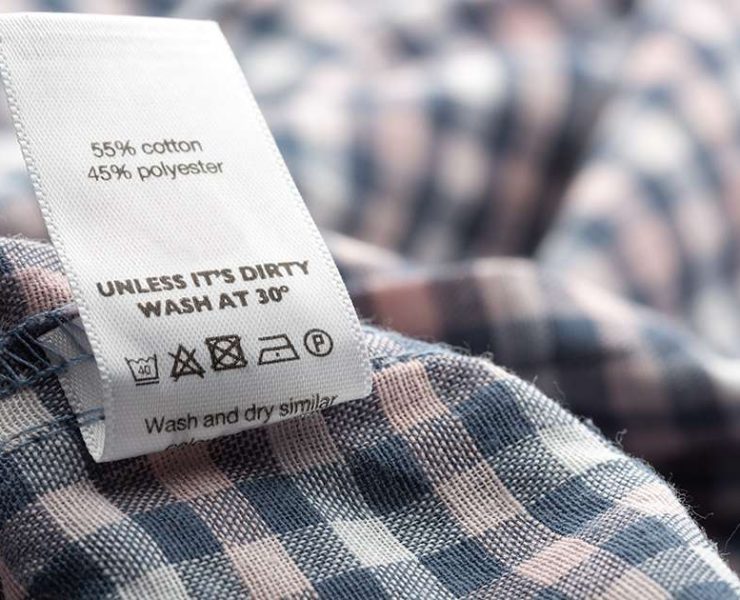 55% cotton
45% polyester
UNLESS IT'S DIRTY
WASH AT 30°
40 P
Wash and dry similar